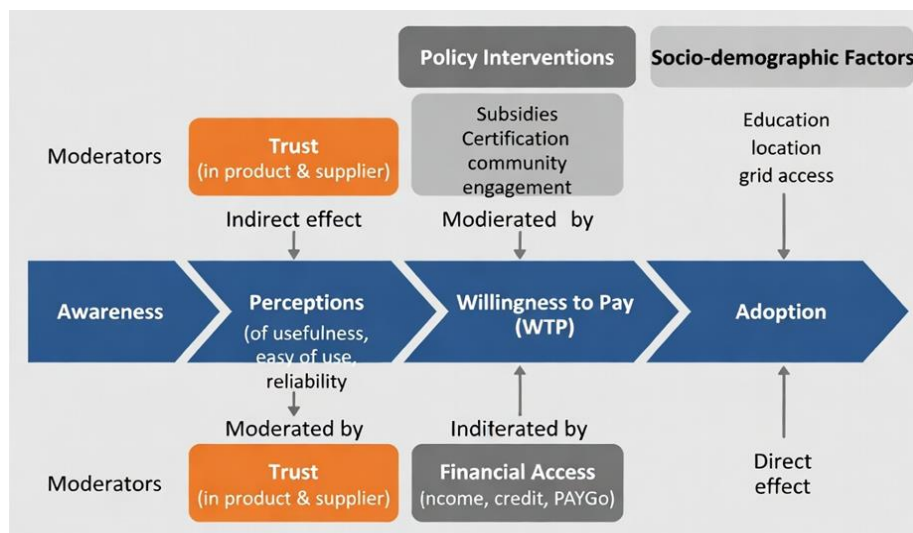 Policy Interventions
Socio-demographic Factors
Moderators
Trust
(in product & supplier)
Subsidies
Certification
community
engagement
Education
location
grid access
Indirect effect
Modierated by
Awareness
Perceptions
(of usefulness,
easy of use,
reliability
Willingness to Pay
(WTP)
Adoption
Moderated by
Inditerated by
Moderators
Trust
(in product & supplier)
Financial Access
(ncome, credit, PAYGo)
Direct
effect